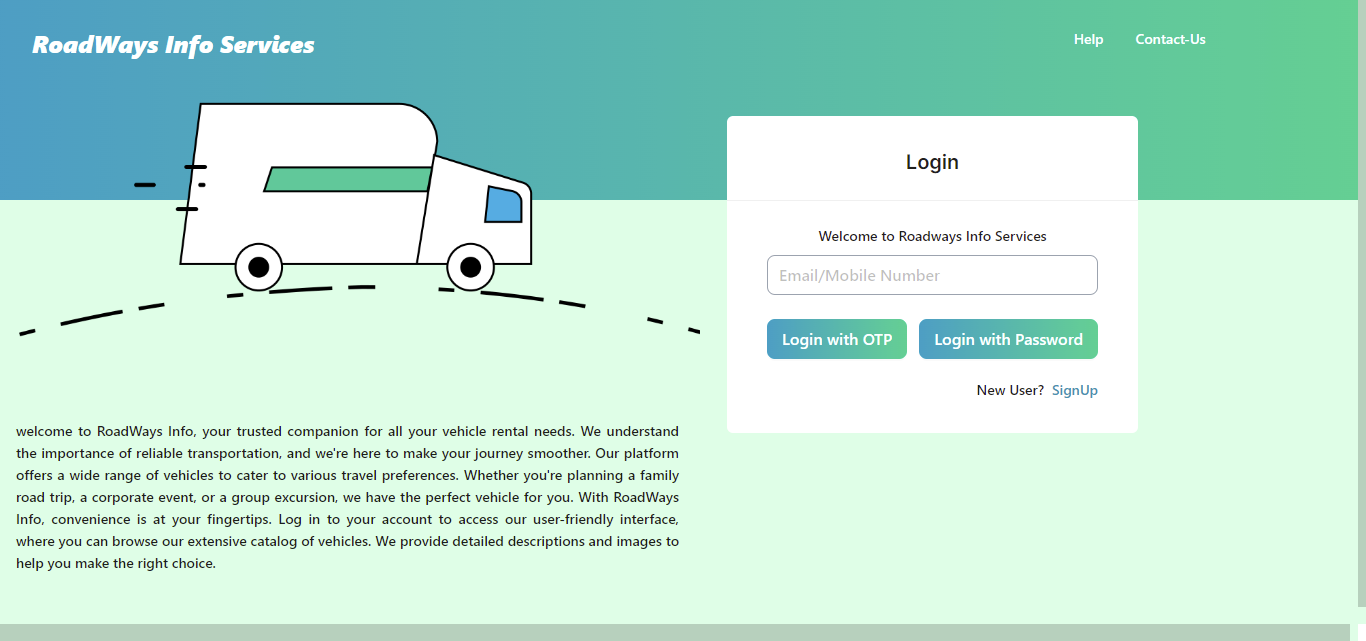 RoadWays Info Services
Help
Contact-Us
Login
Welcome to Roadways Info Services
Email/Mobile Number
Login with OTP
Login with Password
New User? SignUp
welcome to RoadWays Info, your trusted companion for all your vehicle rental needs. We understand
the importance of reliable transportation, and we're here to make your journey smoother. Our platform
offers a wide range of vehicles to cater to various travel preferences. Whether you're planning a family
road trip, a corporate event, or a group excursion, we have the perfect vehicle for you. With RoadWays
Info, convenience is at your fingertips. Log in to your account to access our user-friendly interface,
where you can browse our extensive catalog of vehicles. We provide detailed descriptions and images to
help you make the right choice.